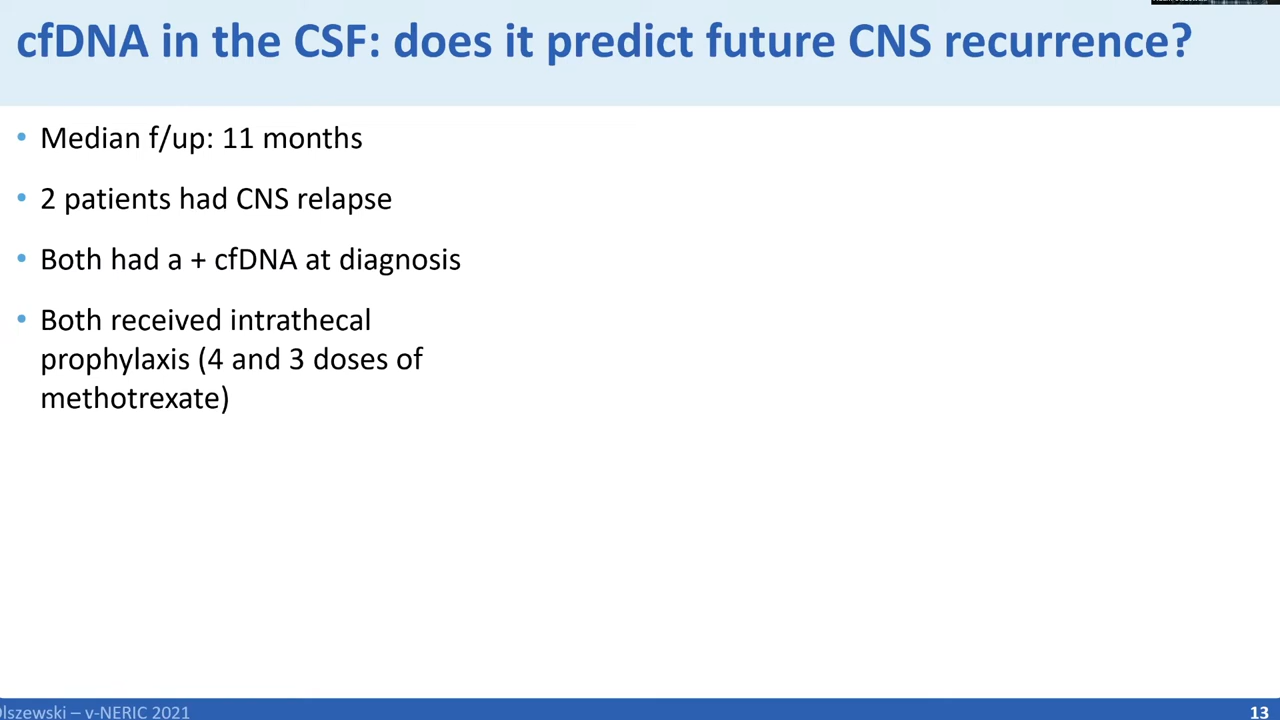 cfDNA in the CSF: does it predict future CNS recurrence?
• Median f/up: 11 months
• 2 patients had CNS relapse
• Both had a + cfDNA at diagnosis
• Both received intrathecal
prophylaxis (4 and 3 doses of
methotrexate)
lszewski – v-NERIC 2021
13